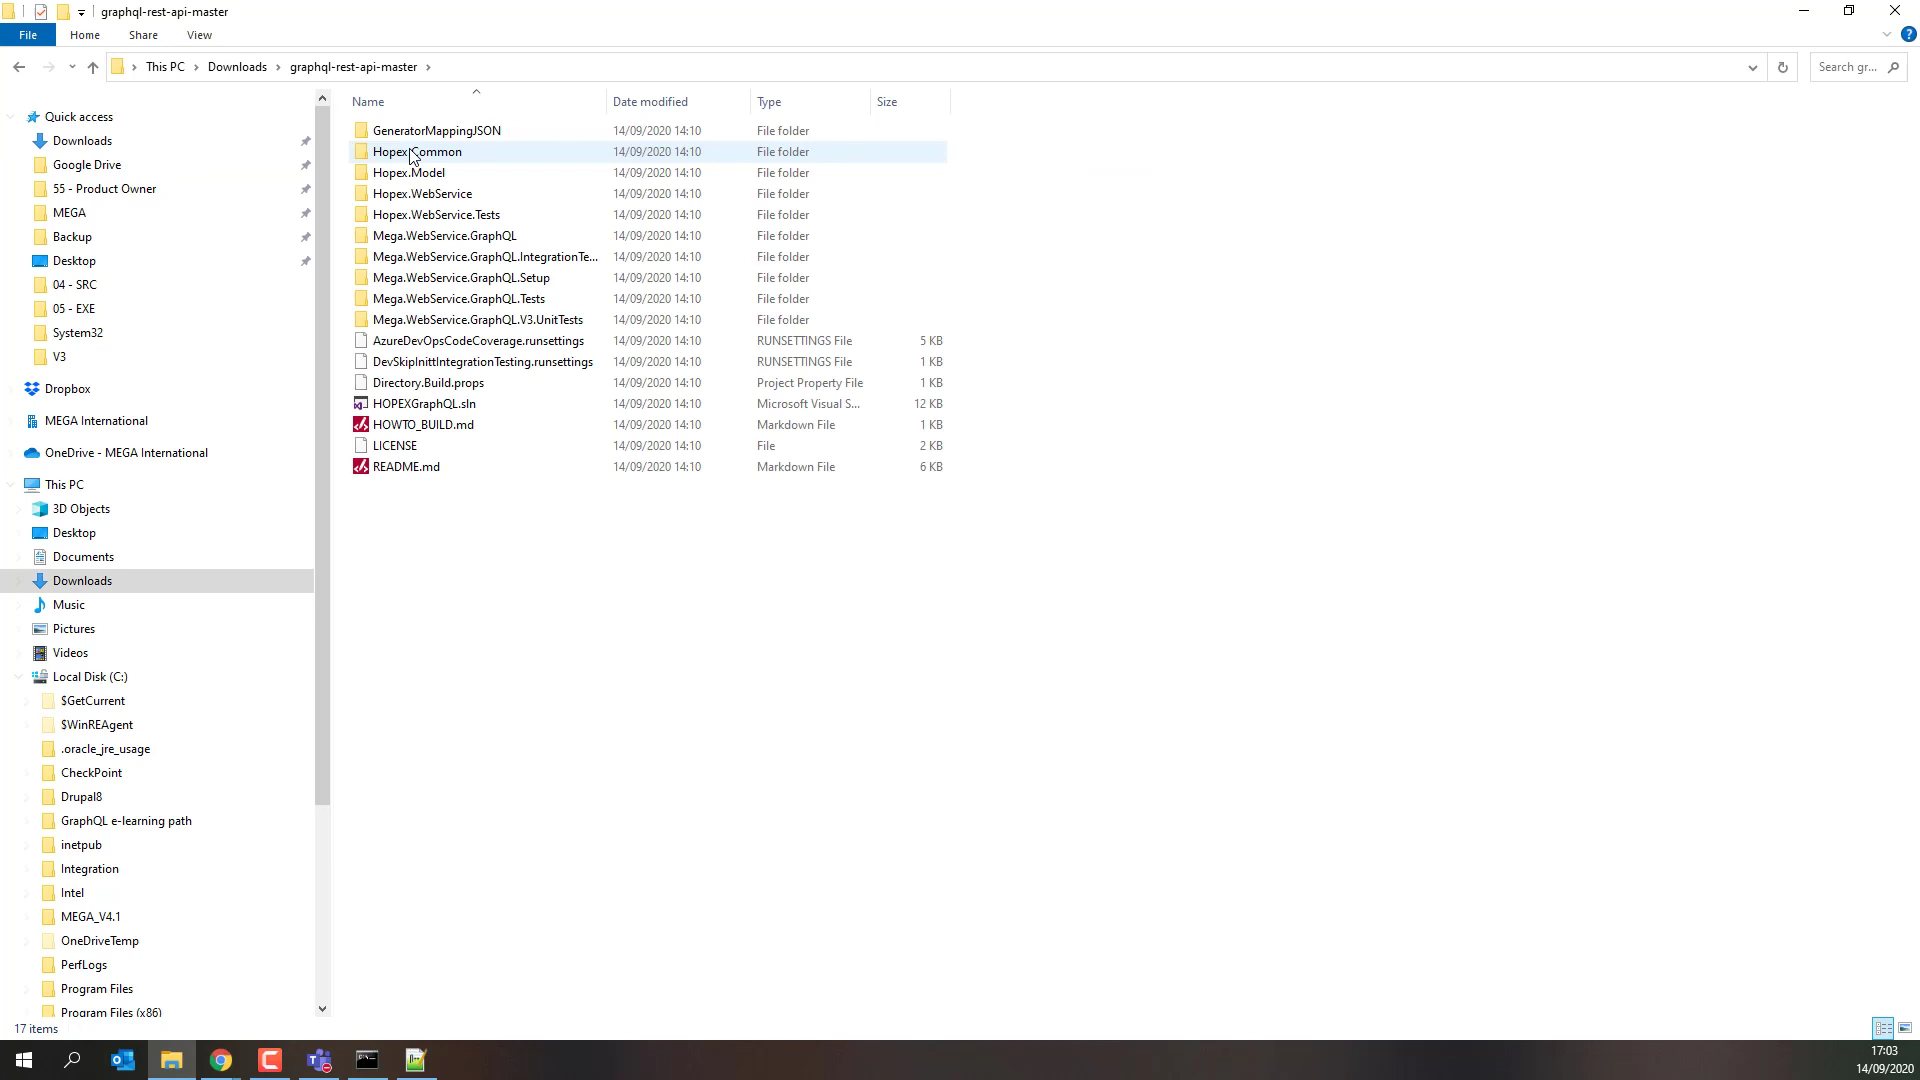 graphql-rest-api-master
File Home Share View
This PC Downloads graphql-rest-api-master Search gr...
Name Date modified Type Size
Quick access
Downloads
Google Drive
55 - Product Owner
MEGA
Backup
Desktop
04 - SRC
05 - EXE
System32
V3
Dropbox
MEGA International
OneDrive - MEGA International
This PC
3D Objects
Desktop
Documents
Downloads
Music
Pictures
Videos
Local Disk (C:)
$GetCurrent
$WinREAgent
.oracle_jre_usage
CheckPoint
Drupal8
GraphQL e-learning path
inetpub
Integration
Intel
MEGA_V4.1
OneDriveTemp
PerfLogs
Program Files
Program Files (x86)
GeneratorMappingJSON 14/09/2020 14:10 File folder
Hopex.Common 14/09/2020 14:10 File folder
Hopex.Model 14/09/2020 14:10 File folder
Hopex.WebService 14/09/2020 14:10 File folder
Hopex.WebService.Tests 14/09/2020 14:10 File folder
Mega.WebService.GraphQL 14/09/2020 14:10 File folder
Mega.WebService.GraphQL.IntegrationTe... 14/09/2020 14:10 File folder
Mega.WebService.GraphQL.Setup 14/09/2020 14:10 File folder
Mega.WebService.GraphQL.Tests 14/09/2020 14:10 File folder
Mega.WebService.GraphQL.V3.UnitTests 14/09/2020 14:10 File folder
AzureDevOpsCodeCoverage.runsettings 14/09/2020 14:10 RUNSETTINGS File 5 KB
DevSkipInittIntegrationTesting.runsettings 14/09/2020 14:10 RUNSETTINGS File 1 KB
Directory.Build.props 14/09/2020 14:10 Project Property File 1 KB
HOPEXGraphQL.sln 14/09/2020 14:10 Microsoft Visual S... 12 KB
HOWTO_BUILD.md 14/09/2020 14:10 Markdown File 1 KB
LICENSE 14/09/2020 14:10 File 2 KB
README.md 14/09/2020 14:10 Markdown File 6 KB
17 items
17:03
14/09/2020